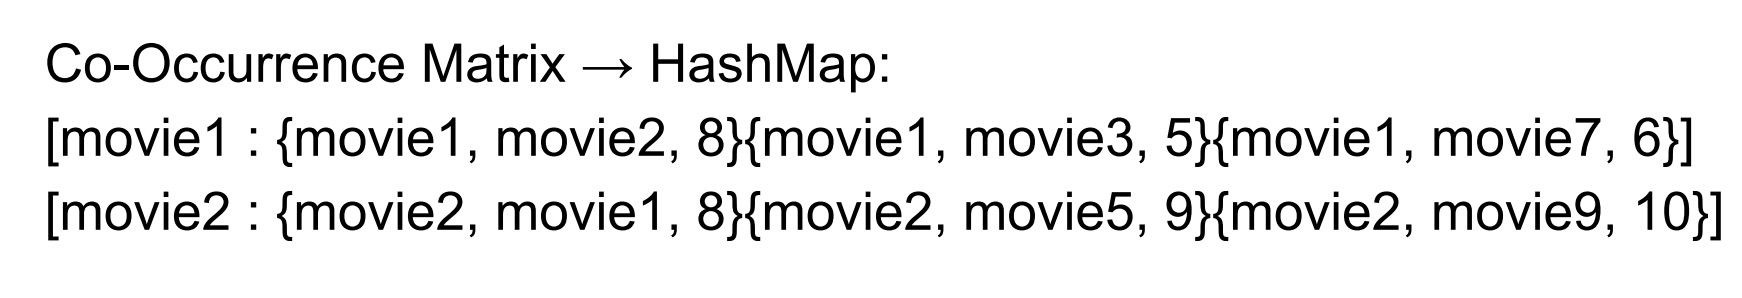 Co-Occurrence Matrix → HashMap:
[movie1 : {movie1, movie2, 8}{movie1, movie3, 5}{movie1, movie7, 6}]
[movie2 : {movie2, movie1, 8}{movie2, movie5, 9}{movie2, movie9, 10}]